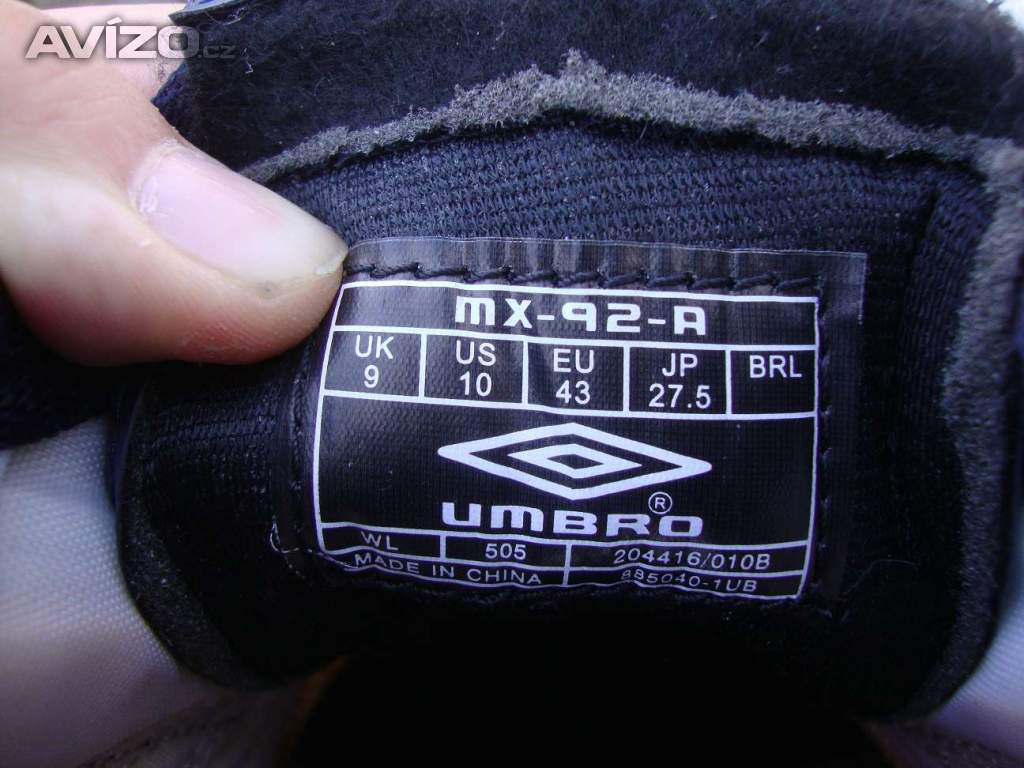 AVÍZO.cz
MX-92-A
UK US EU JP BRL
9 10 43 27.5
UMBRO®
WL 505 204416/010B
MADE IN CHINA 885040-1UB